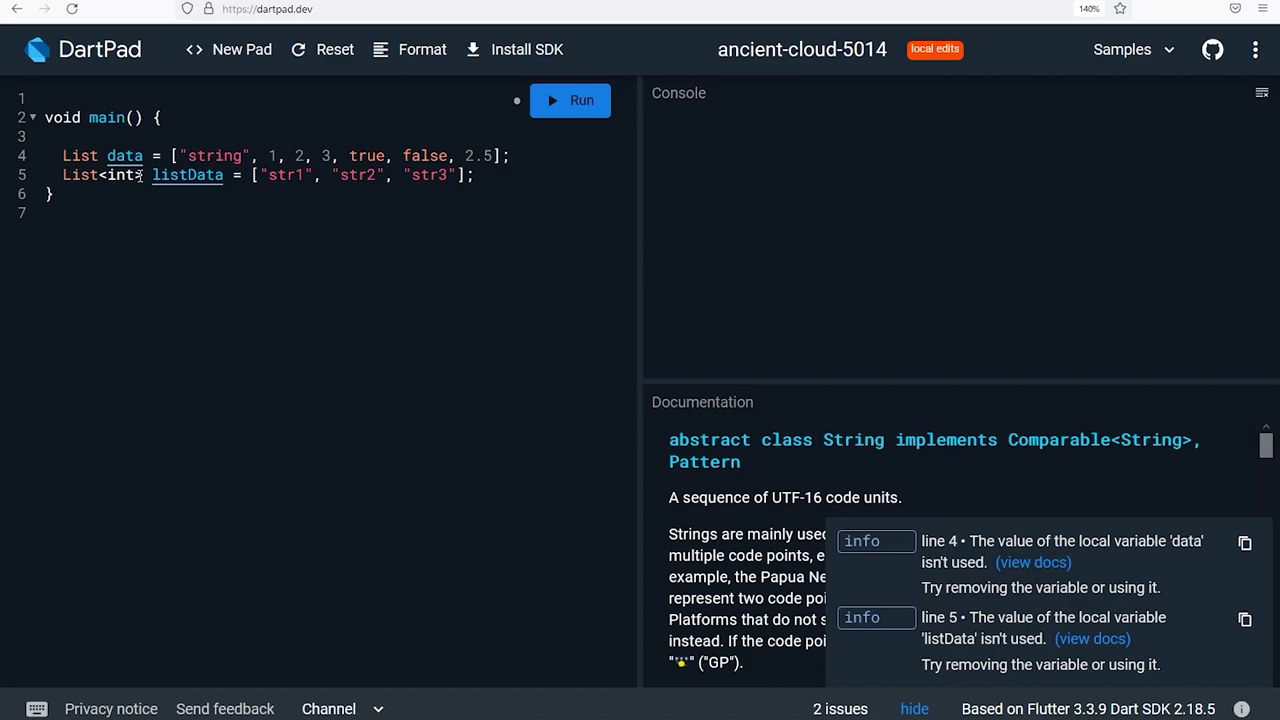 https://dartpad.dev
140%
DartPad
<> New Pad
Reset
Format
Install SDK
ancient-cloud-5014
local edits
Samples
1
2 void main() {
3
4 List data = ["string", 1, 2, 3, true, false, 2.5];
5 List<int> listData = ["str1", "str2", "str3"];
6 }
7
Run
Console
Documentation
abstract class String implements Comparable<String>,
Pattern
A sequence of UTF-16 code units.
Strings are mainly used
multiple code points, e
example, the Papua Ne
represent two code poi
Platforms that do not s
instead. If the code poi
" " ("GP").
info line 4 • The value of the local variable 'data'
isn't used. (view docs)
Try removing the variable or using it.
info line 5 • The value of the local variable
'listData' isn't used. (view docs)
Try removing the variable or using it.
Privacy notice
Send feedback
Channel
2 issues
hide
Based on Flutter 3.3.9 Dart SDK 2.18.5